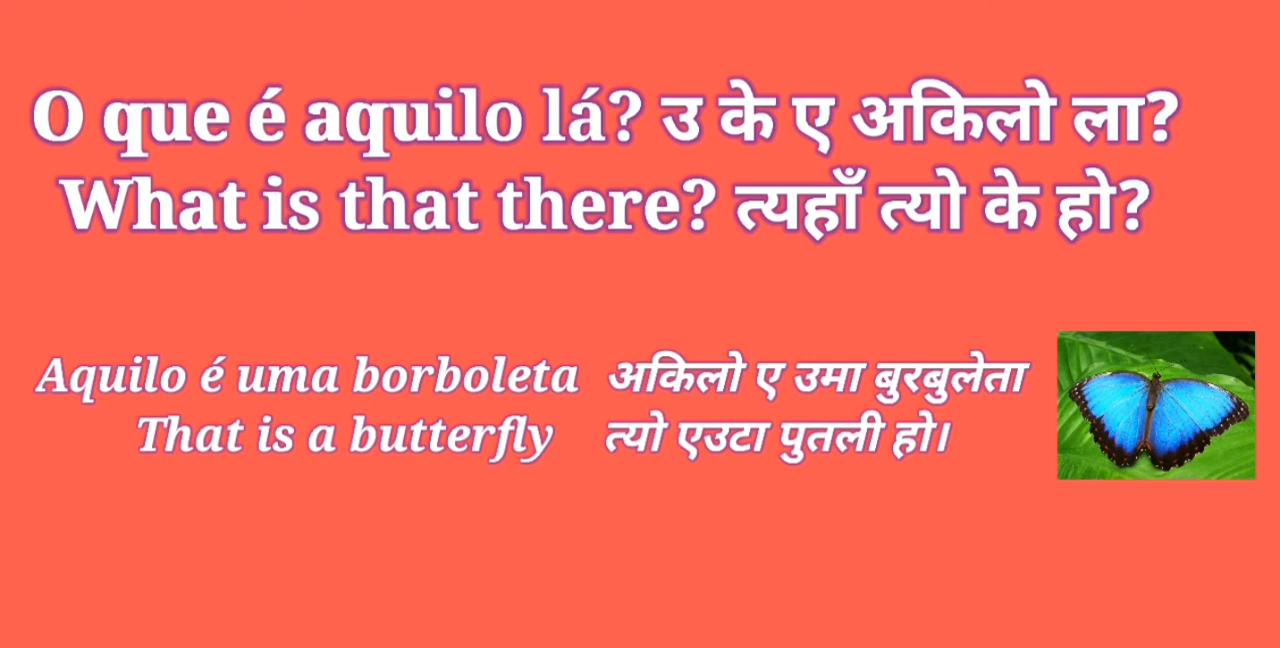 O que é aquilo lá? उ के ए अकिलो ला?
What is that there? त्यहाँ त्यो के हो?
Aquilo é uma borboleta अकिलो ए उमा बुरबुलेता
That is a butterfly त्यो एउटा पुतली हो।